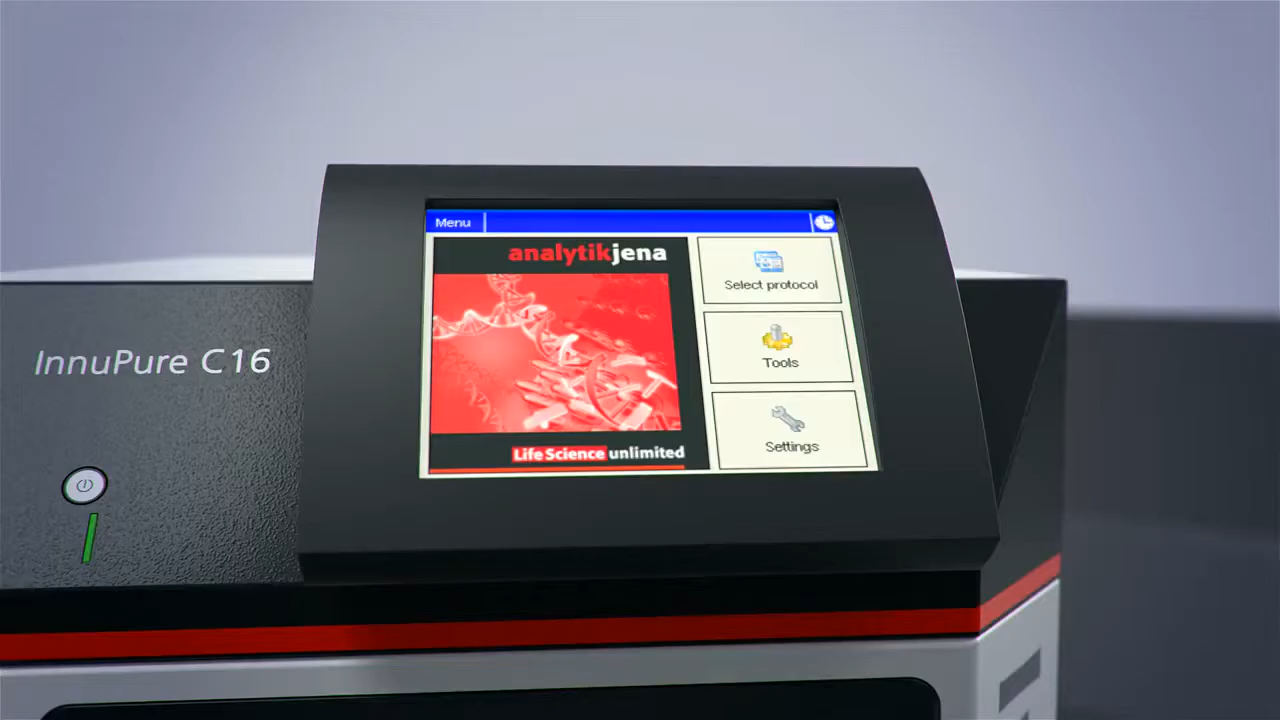 Menu
analytikjena
Select protocol
InnuPure C16
Tools
Settings
Life Science unlimited